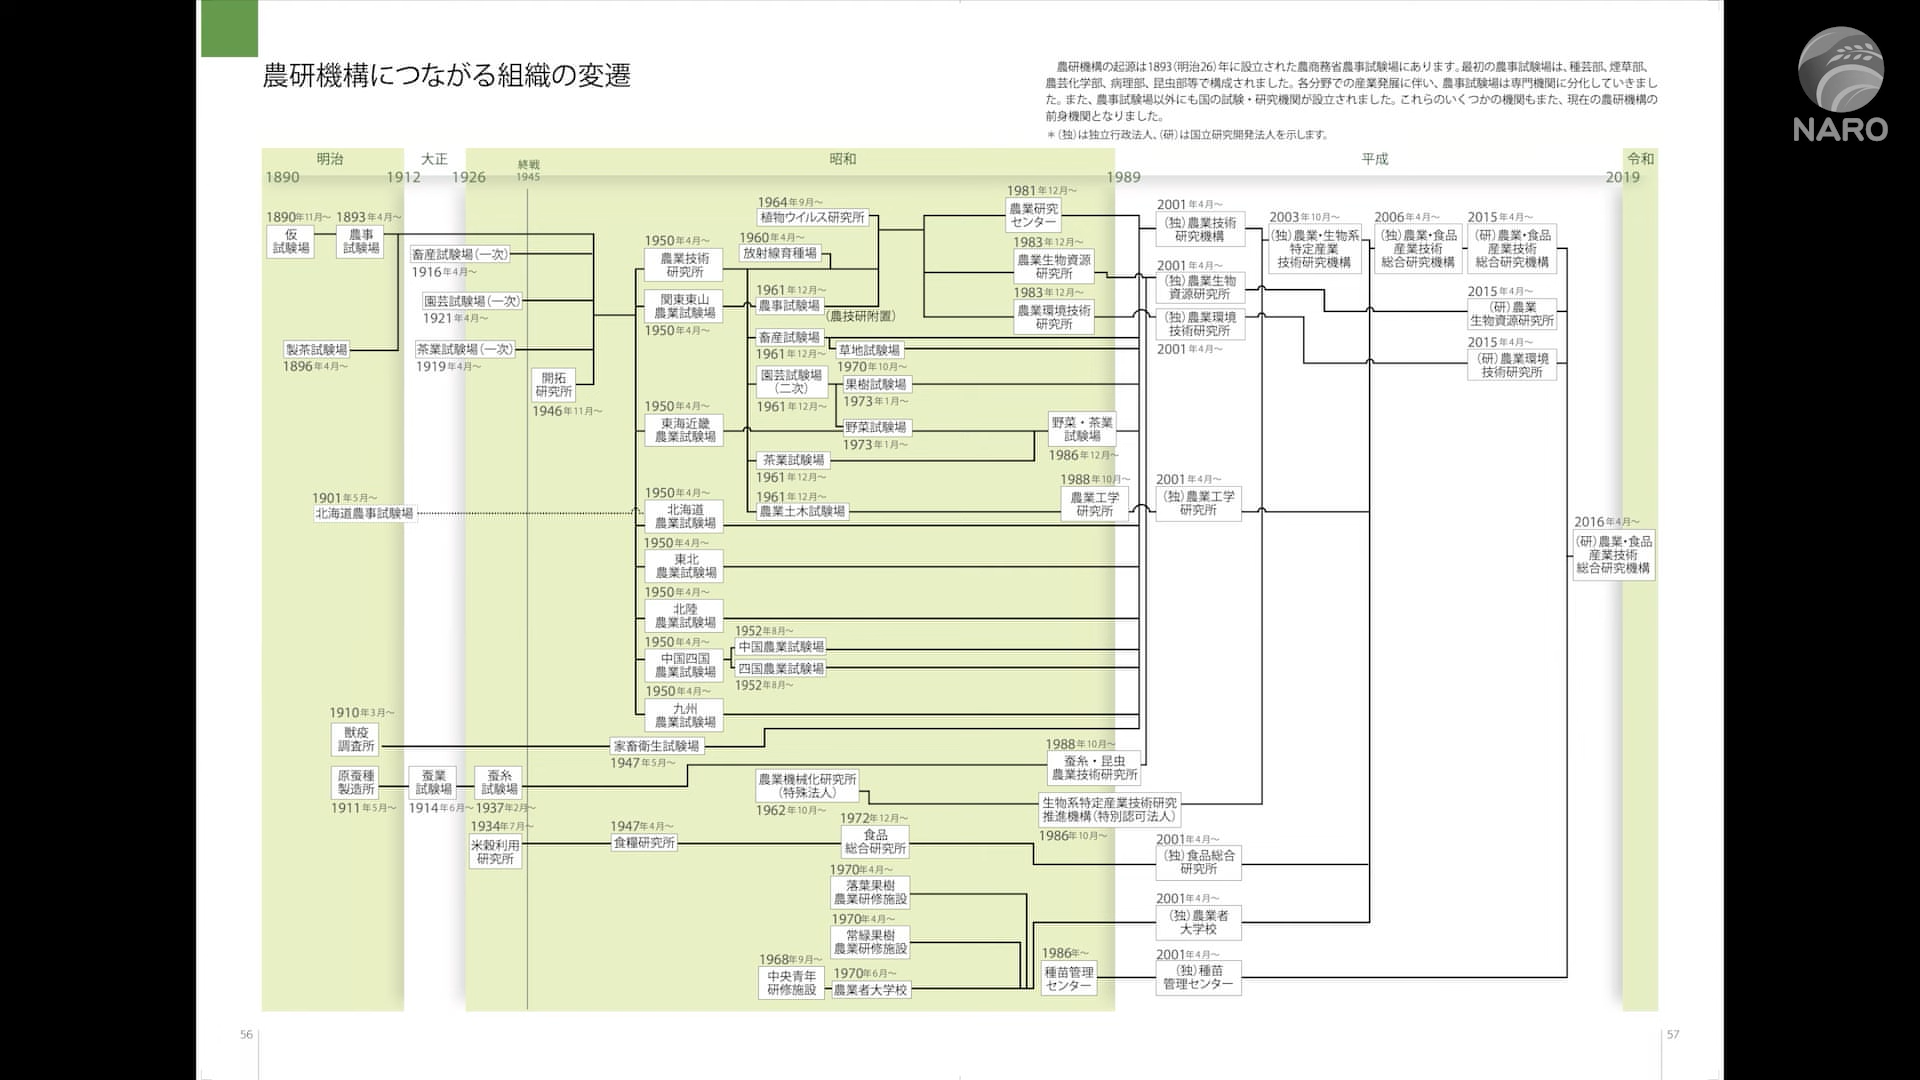 農研機構につながる組織の変遷
農研機構の起源は1893(明治26)年に設立された農商務省農事試験場にあります。最初の農事試験場は、種芸部、煙草部、
農芸化学部、病理部、昆虫部等で構成されました。各分野での産業発展に伴い、農事試験場は専門機関に分化していきまし
た。また、農事試験場以外にも国の試験・研究機関が設立されました。これらのいくつかの機関もまた、現在の農研機構の
前身機関となりました。
＊(独)は独立行政法人、(研)は国立研究開発法人を示します。
NARO
明治
大正
終戦
昭和
平成
令和
1890
1912
1926
1945
1989
2019
1890年11月〜
仮
試験場
1893年4月〜
農事
試験場
畜産試験場(一次)
1916年4月〜
園芸試験場(一次)
1921年4月〜
製茶試験場
1896年4月〜
茶業試験場(一次)
1919年4月〜
開拓
研究所
1946年11月〜
1901年5月〜
北海道農事試験場
1910年3月〜
獣疫
調査所
原蚕種
製造所
1911年5月〜
蚕業
試験場
1914年6月〜
蚕糸
試験場
1937年2月〜
1934年7月〜
米穀利用
研究所
1950年4月〜
農業技術
研究所
関東東山
農業試験場
1950年4月〜
1950年4月〜
東海近畿
農業試験場
1950年4月〜
北海道
農業試験場
1950年4月〜
東北
農業試験場
1950年4月〜
北陸
農業試験場
1950年4月〜
中国四国
農業試験場
1950年4月〜
九州
農業試験場
家畜衛生試験場
1947年5月〜
1947年4月〜
食糧研究所
1964年9月〜
植物ウイルス研究所
1960年4月〜
放射線育種場
1961年12月〜
農事試験場
(農技研附置)
畜産試験場
1961年12月〜
草地試験場
1970年10月〜
園芸試験場
(二次)
1961年12月〜
果樹試験場
1973年1月〜
野菜試験場
1973年1月〜
茶業試験場
1961年12月〜
1961年12月〜
農業土木試験場
1952年8月〜
中国農業試験場
四国農業試験場
1952年8月〜
農業機械化研究所
(特殊法人)
1962年10月〜
1972年12月〜
食品
総合研究所
1970年4月〜
落葉果樹
農業研修施設
1970年4月〜
常緑果樹
農業研修施設
1968年9月〜
中央青年
研修施設
1970年6月〜
農業者大学校
1981年12月〜
農業研究
センター
1983年12月〜
農業生物資源
研究所
1983年12月〜
農業環境技術
研究所
野菜・茶業
試験場
1986年12月〜
1988年10月〜
農業工学
研究所
1988年10月〜
蚕糸・昆虫
農業技術研究所
生物系特定産業技術研究
推進機構(特別認可法人)
1986年10月〜
1986年〜
種苗管理
センター
2001年4月〜
(独)農業技術
研究機構
2001年4月〜
(独)農業生物
資源研究所
(独)農業環境
技術研究所
2001年4月〜
2001年4月〜
(独)農業工学
研究所
2001年4月〜
(独)食品総合
研究所
2001年4月〜
(独)農業者
大学校
2001年4月〜
(独)種苗
管理センター
2003年10月〜
(独)農業・生物系
特定産業
技術研究機構
2006年4月〜
(独)農業・食品
産業技術
総合研究機構
2015年4月〜
(研)農業・食品
産業技術
総合研究機構
2015年4月〜
(研)農業
生物資源研究所
2015年4月〜
(研)農業環境
技術研究所
2016年4月〜
(研)農業・食品
産業技術
総合研究機構
56
57